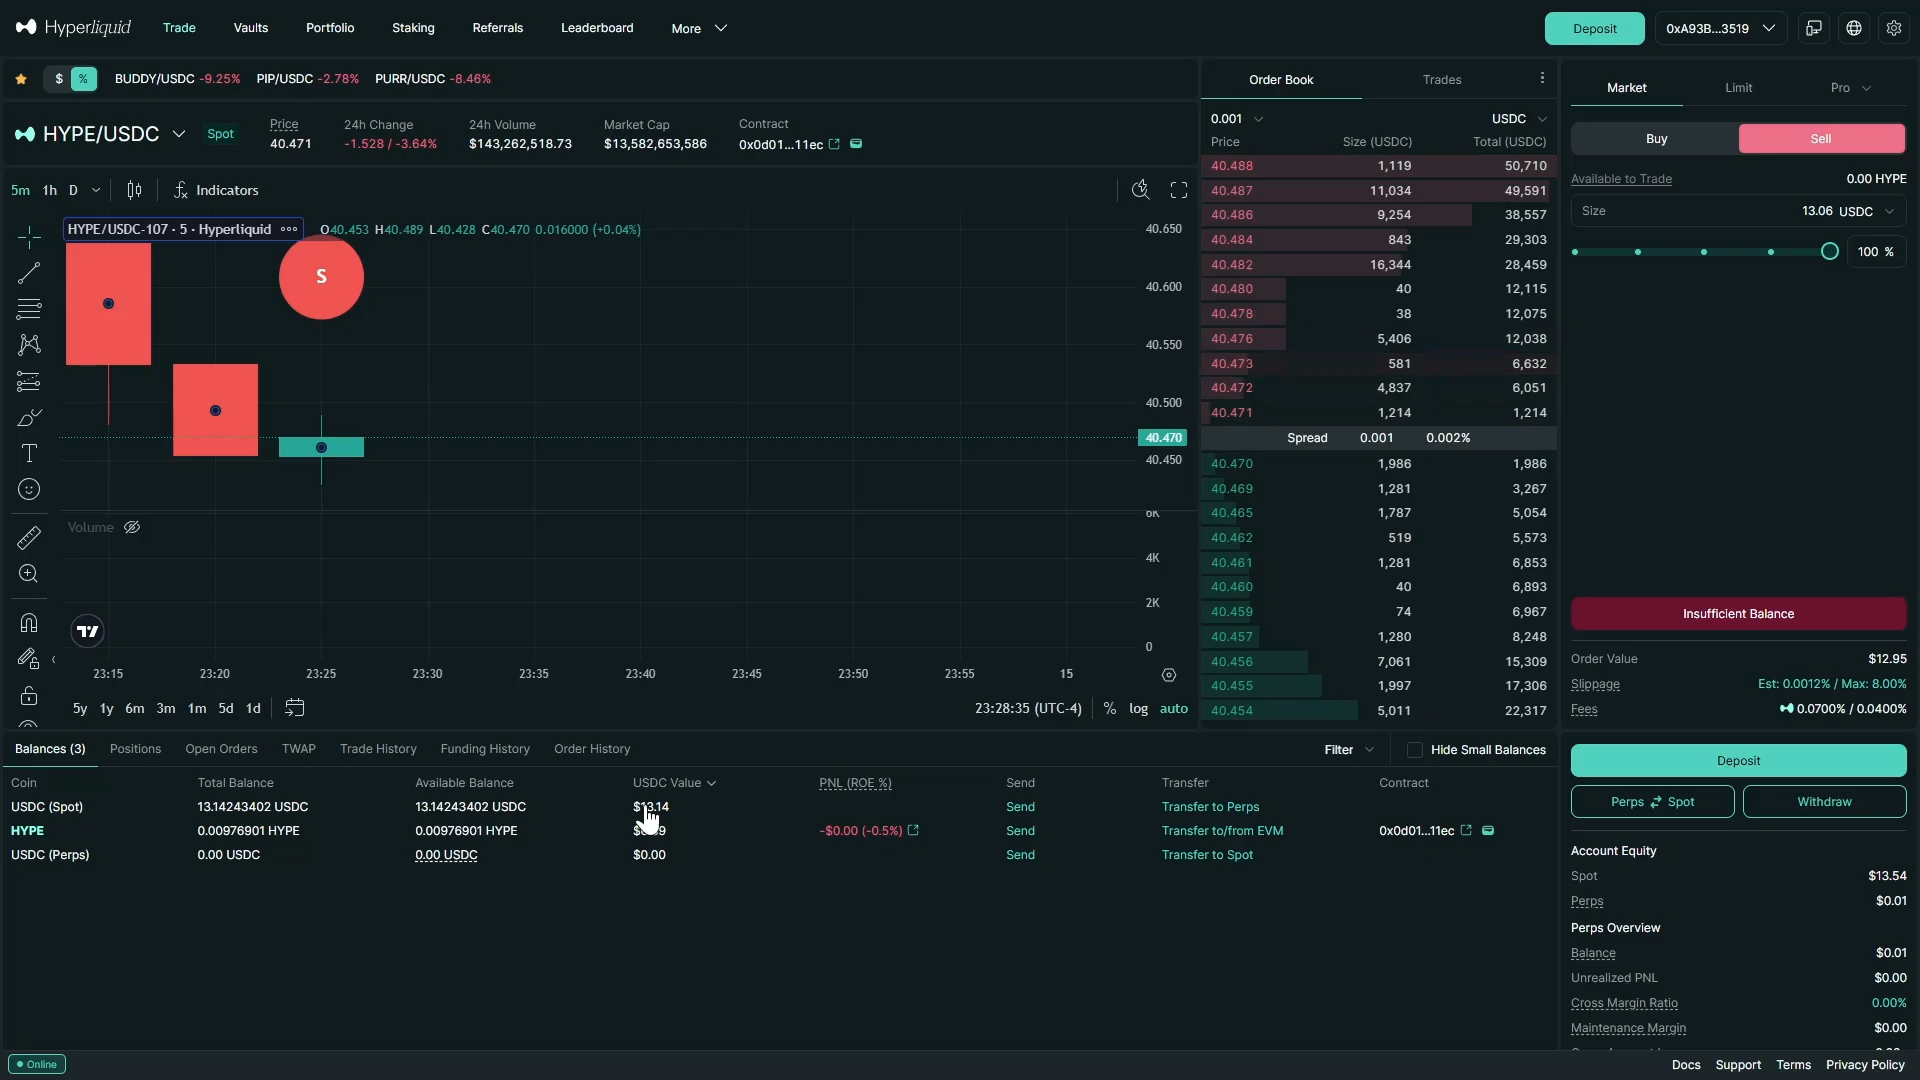 Hyperliquid Trade Vaults Portfolio Staking Referrals Leaderboard More Deposit 0xA93B...3519
$ % BUDDY/USDC -9.25% PIP/USDC -2.78% PURR/USDC -8.46%
HYPE/USDC Spot
Price 24h Change 24h Volume Market Cap Contract
40.471 -1.528 / -3.64% $143,262,518.73 $13,582,653,586 0x0d01...11ec
5m 1h D Indicators
HYPE/USDC-107 · 5 · Hyperliquid O40.453 H40.489 L40.428 C40.470 0.016000 (+0.04%)
S
40.650
40.600
40.550
40.500
40.470
40.450
Volume
6K
4K
2K
0
23:15 23:20 23:25 23:30 23:35 23:40 23:45 23:50 23:55 15
5y 1y 6m 3m 1m 5d 1d 23:28:35 (UTC-4) % log auto
Order Book Trades
0.001 USDC
Price Size (USDC) Total (USDC)
40.488 1,119 50,710
40.487 11,034 49,591
40.486 9,254 38,557
40.484 843 29,303
40.482 16,344 28,459
40.480 40 12,115
40.478 38 12,075
40.476 5,406 12,038
40.473 581 6,632
40.472 4,837 6,051
40.471 1,214 1,214
Spread 0.001 0.002%
40.470 1,986 1,986
40.469 1,281 3,267
40.465 1,787 5,054
40.462 519 5,573
40.461 1,281 6,853
40.460 40 6,893
40.459 74 6,967
40.457 1,280 8,248
40.456 7,061 15,309
40.455 1,997 17,306
40.454 5,011 22,317
Market Limit Pro
Buy Sell
Available to Trade 0.00 HYPE
Size 13.06 USDC
100 %
Insufficient Balance
Order Value $12.95
Slippage Est: 0.0012% / Max: 8.00%
Fees 0.0700% / 0.0400%
Balances (3) Positions Open Orders TWAP Trade History Funding History Order History Filter Hide Small Balances
Coin Total Balance Available Balance USDC Value PNL (ROE %) Send Transfer Contract
USDC (Spot) 13.14243402 USDC 13.14243402 USDC $13.14 Send Transfer to Perps
HYPE 0.00976901 HYPE 0.00976901 HYPE -$0.00 (-0.5%) Send Transfer to/from EVM 0x0d01...11ec
USDC (Perps) 0.00 USDC 0.00 USDC $0.00 Send Transfer to Spot
Deposit
Perps Spot Withdraw
Account Equity
Spot $13.54
Perps $0.01
Perps Overview
Balance $0.01
Unrealized PNL $0.00
Cross Margin Ratio 0.00%
Maintenance Margin $0.00
Online Docs Support Terms Privacy Policy